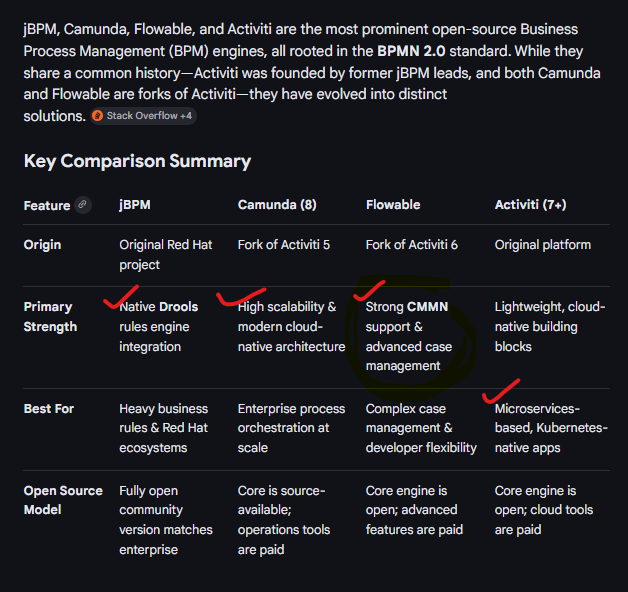 jBPM, Camunda, Flowable, and Activiti are the most prominent open-source Business
Process Management (BPM) engines, all rooted in the BPMN 2.0 standard. While they
share a common history—Activiti was founded by former jBPM leads, and both Camunda
and Flowable are forks of Activiti—they have evolved into distinct
solutions. Stack Overflow +4
Key Comparison Summary
Feature jBPM Camunda (8) Flowable Activiti (7+)
Origin Original Red Hat Fork of Activiti 5 Fork of Activiti 6 Original platform
project
Primary Native Drools High scalability & Strong CMMN Lightweight, cloud-
Strength rules engine modern cloud- support & native building
integration native architecture advanced case blocks
management
Best For Heavy business Enterprise process Complex case Microservices-
rules & Red Hat orchestration at management & based, Kubernetes-
ecosystems scale developer flexibility native apps
Open Source Fully open Core is source- Core engine is Core engine is
Model community available; open; advanced open; cloud tools
version matches operations tools features are paid are paid
enterprise are paid